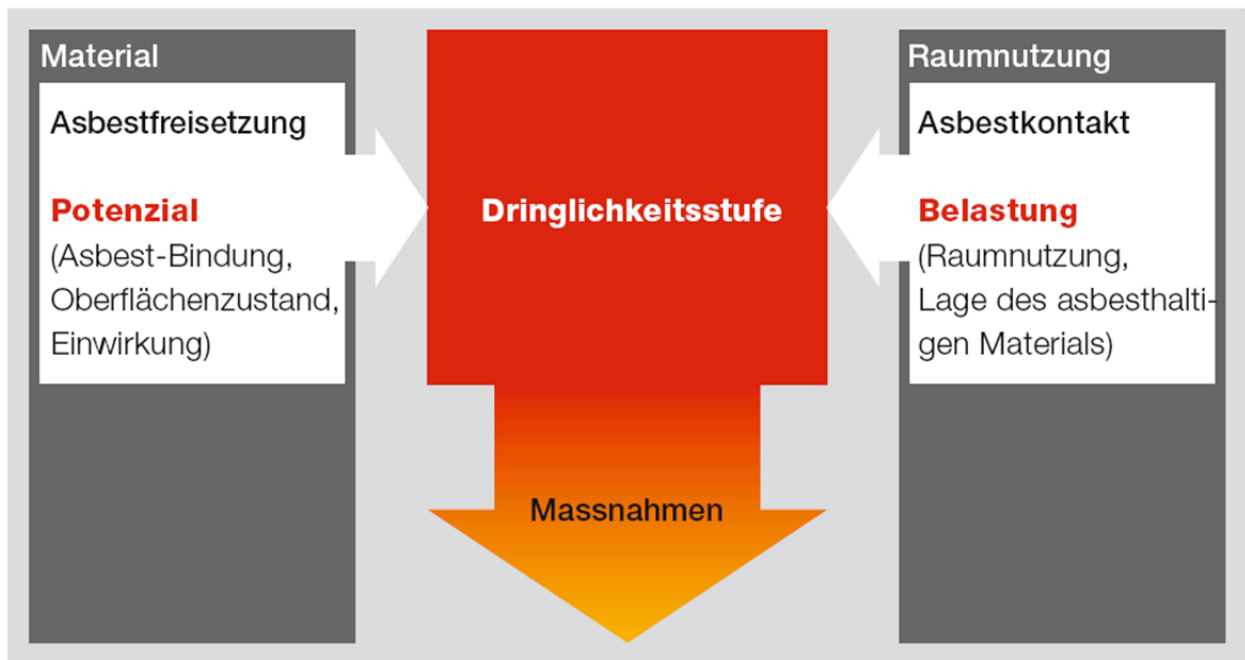 Material
Asbestfreisetzung
Potenzial
(Asbest-Bindung,
Oberflächenzustand,
Einwirkung)
Dringlichkeitsstufe
Massnahmen
Raumnutzung
Asbestkontakt
Belastung
(Raumnutzung,
Lage des asbesthalti-
gen Materials)